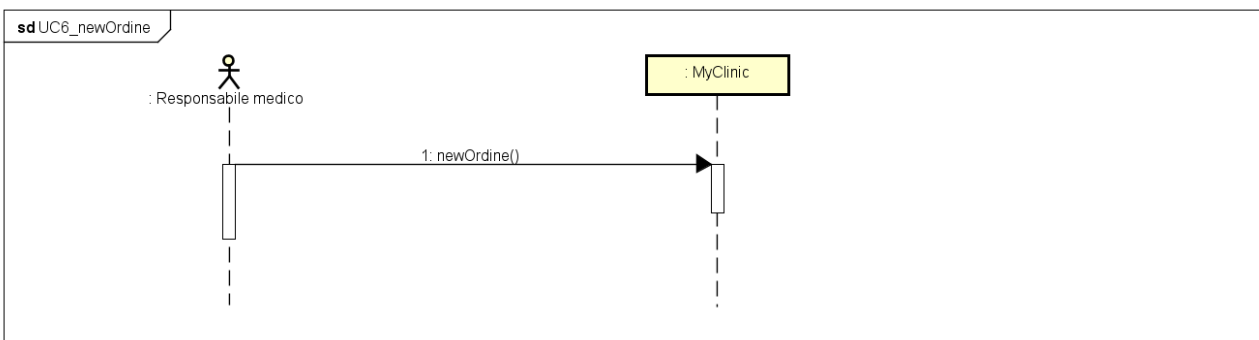 sd UC6_newOrdine
: Responsabile medico
: MyClinic
1: newOrdine()